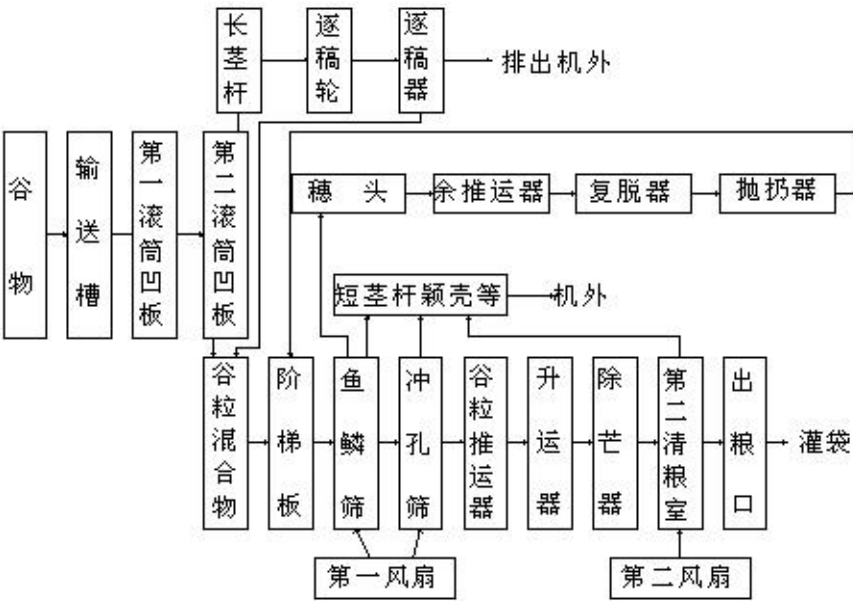 长茎杆
逐稿轮
逐稿器
排出机外
谷物
输送槽
第一滚筒凹板
第二滚筒凹板
穗头
余推运器
复脱器
抛扔器
短茎杆颖壳等
机外
谷粒混合物
阶梯板
鱼鳞筛
冲孔筛
谷粒推运器
升运器
除芒器
第二清粮室
出粮口
灌袋
第一风扇
第二风扇